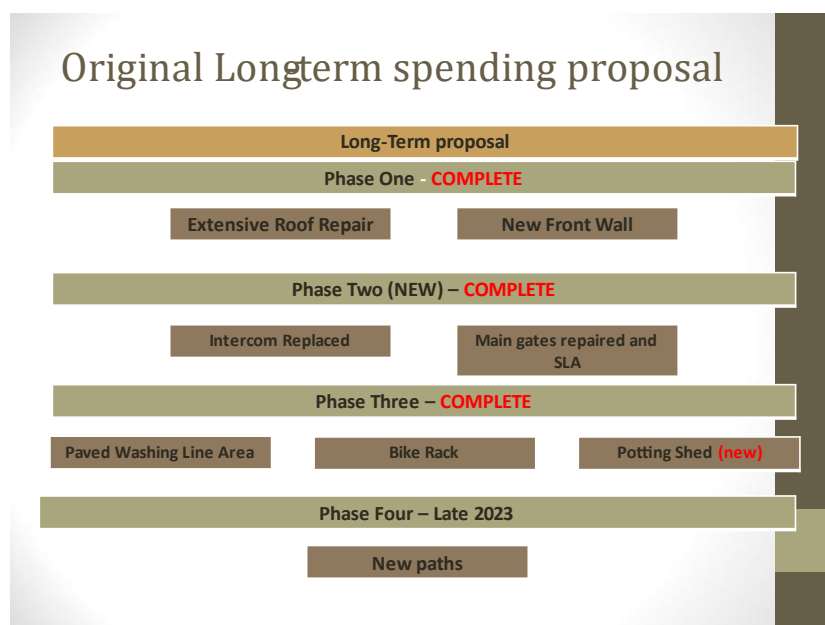 Original Longterm spending proposal
Long-Term proposal
Phase One - COMPLETE
Extensive Roof Repair
New Front Wall
Phase Two (NEW) – COMPLETE
Intercom Replaced
Main gates repaired and
SLA
Phase Three – COMPLETE
Paved Washing Line Area
Bike Rack
Potting Shed (new)
Phase Four – Late 2023
New paths